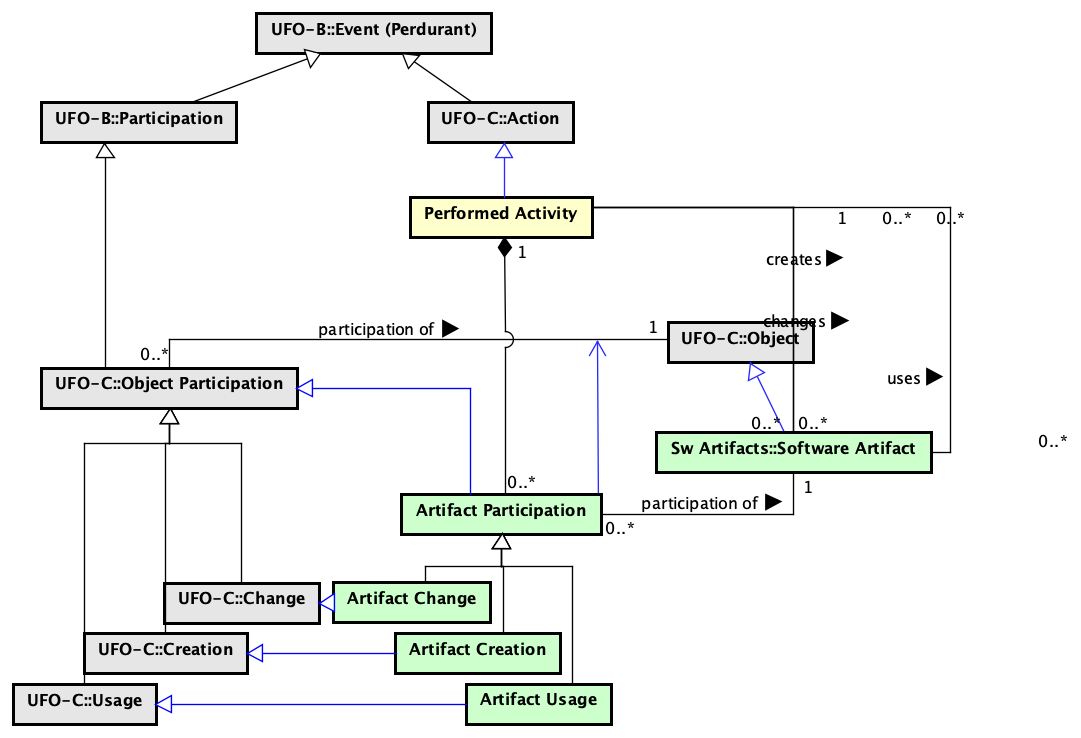 UFO-B::Event (Perdurant)
UFO-B::Participation
UFO-C::Action
Performed Activity
1
0..*
0..*
1
creates
changes
participation of
1
UFO-C::Object
0..*
UFO-C::Object Participation
uses
0..*
0..*
Sw Artifacts::Software Artifact
0..*
0..*
1
Artifact Participation
participation of
0..*
UFO-C::Change
Artifact Change
UFO-C::Creation
Artifact Creation
UFO-C::Usage
Artifact Usage